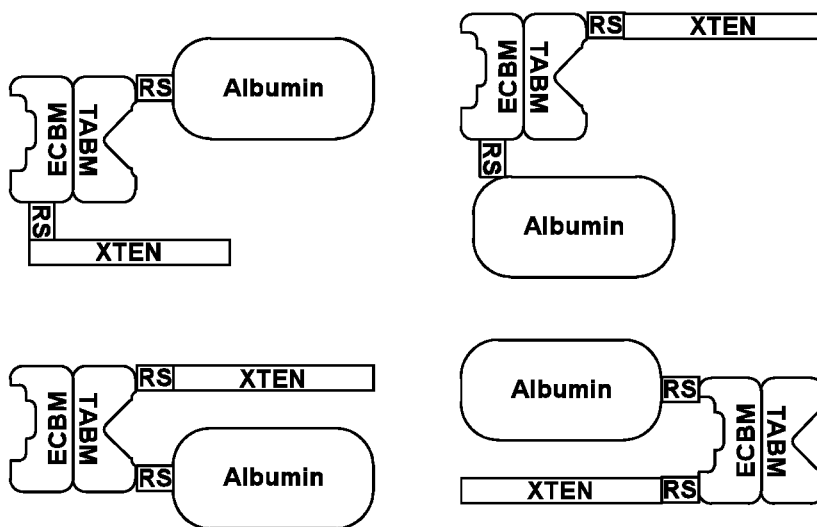 RS
Albumin
ECBM
TABM
RS
XTEN
RS
XTEN
ECBM
TABM
RS
Albumin
RS
XTEN
ECBM
TABM
RS
Albumin
Albumin
RS
ECBM
TABM
XTEN
RS